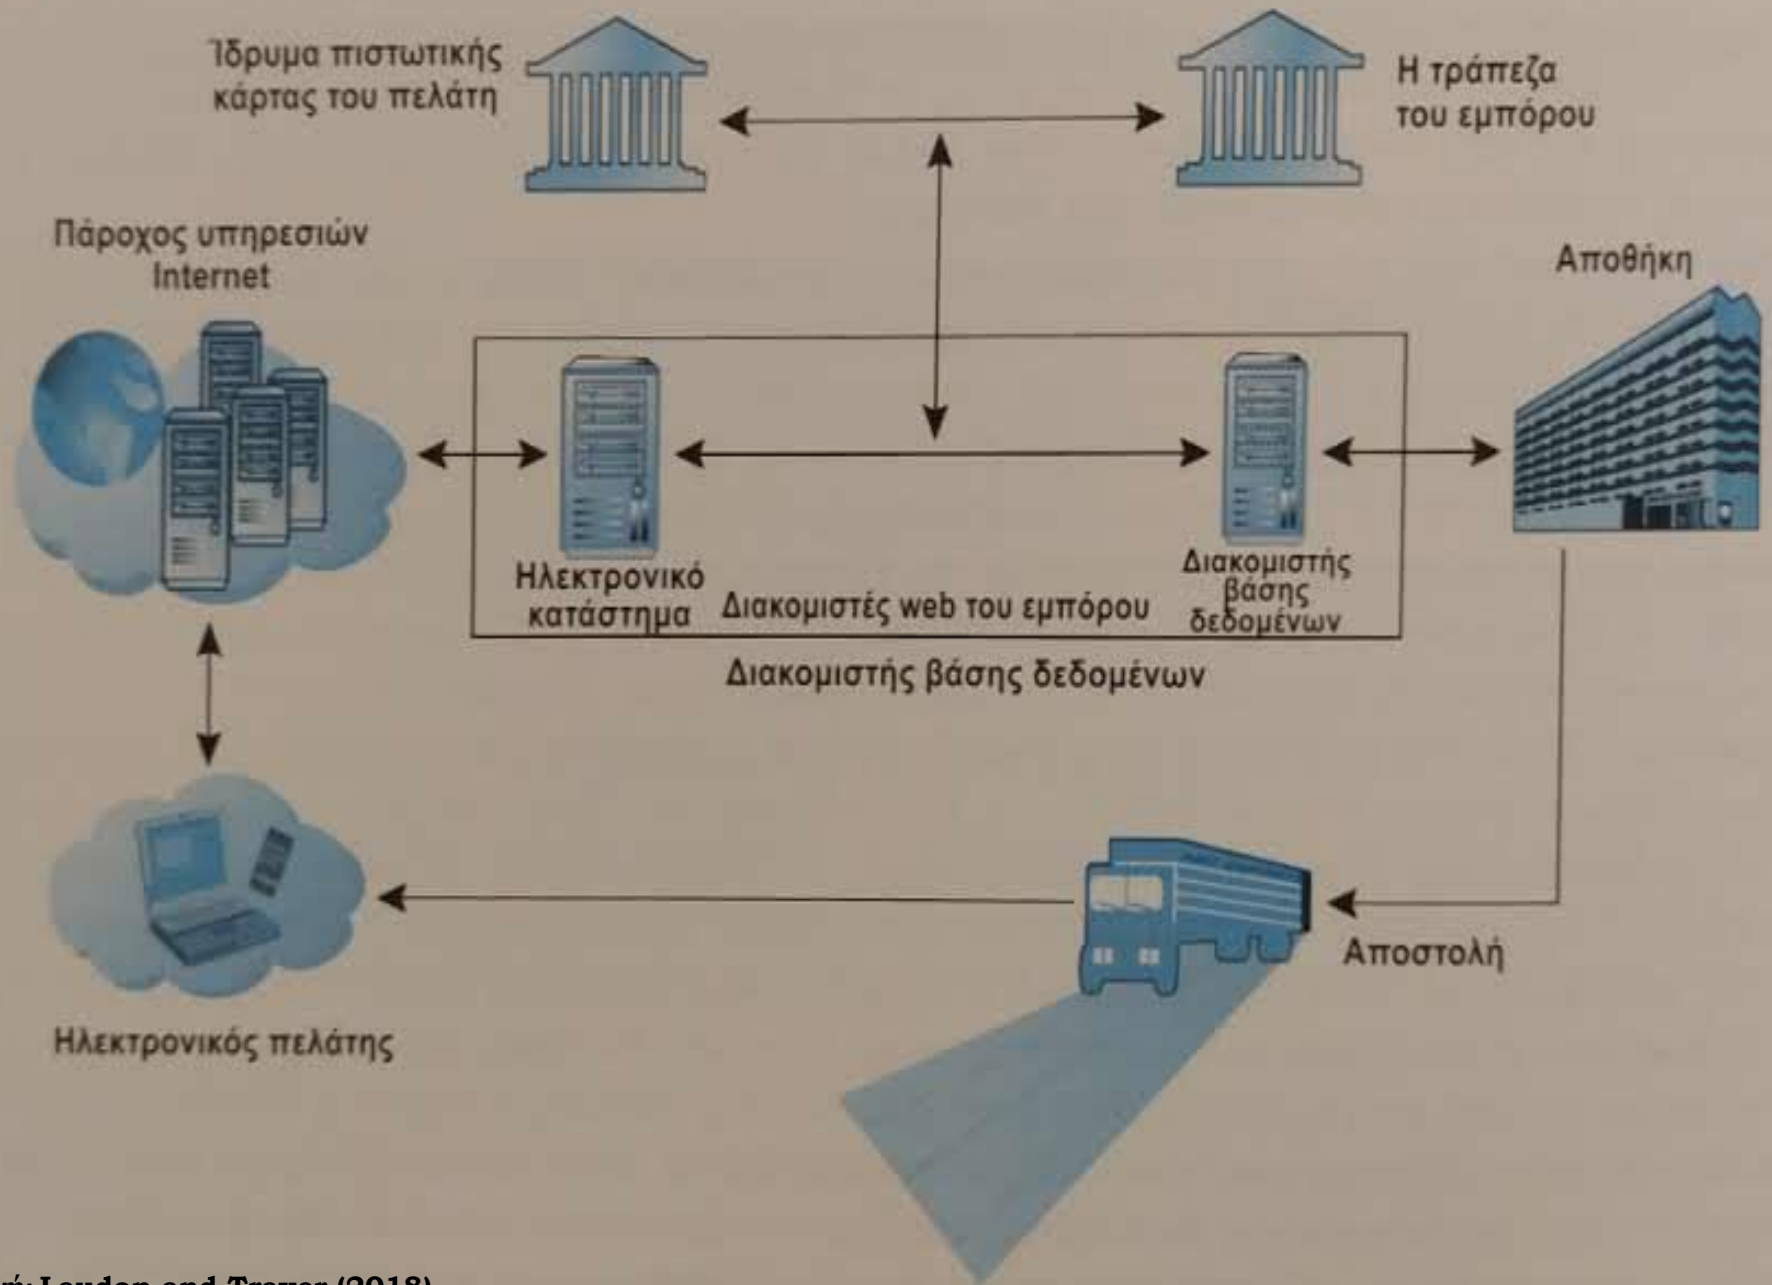 Ίδρυμα πιστωτικής
κάρτας του πελάτη
Η τράπεζα
του εμπόρου
Πάροχος υπηρεσιών
Internet
Αποθήκη
Ηλεκτρονικό
κατάστημα
Διακομιστές web του εμπόρου
Διακομιστής
βάσης
δεδομένων
Διακομιστής βάσης δεδομένων
Αποστολή
Ηλεκτρονικός πελάτης
Laudon and Traver (2018)